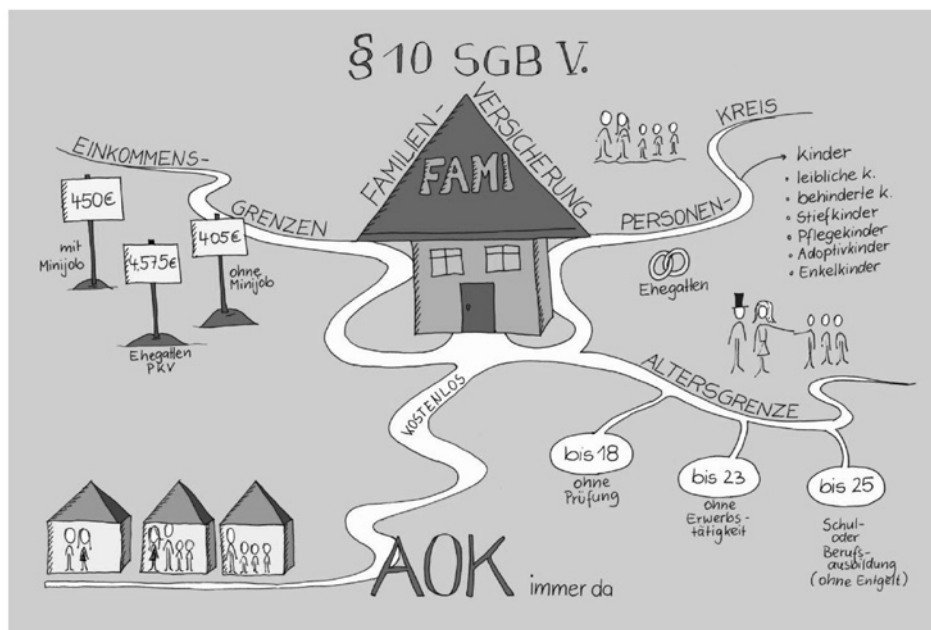 § 10 SGB V.
FAMILIEN-
VERSICHERUNG
FAMI
EINKOMMENS-
GRENZEN
450€
mit
Minijob
4.575€
Ehegatten
PKV
405€
ohne
Minijob
PERSONEN-
KREIS
kinder
• leibliche k.
• behinderte k.
• Stiefkinder
• Pflegekinder
• Adoptivkinder
• Enkelkinder
Ehegatten
ALTERSGRENZE
bis 18
ohne
Prüfung
bis 23
ohne
Erwerbs-
tätigkeit
bis 25
Schul-
oder
Berufs-
ausbildung
(ohne Entgelt)
KOSTENLOS
AOK immer da